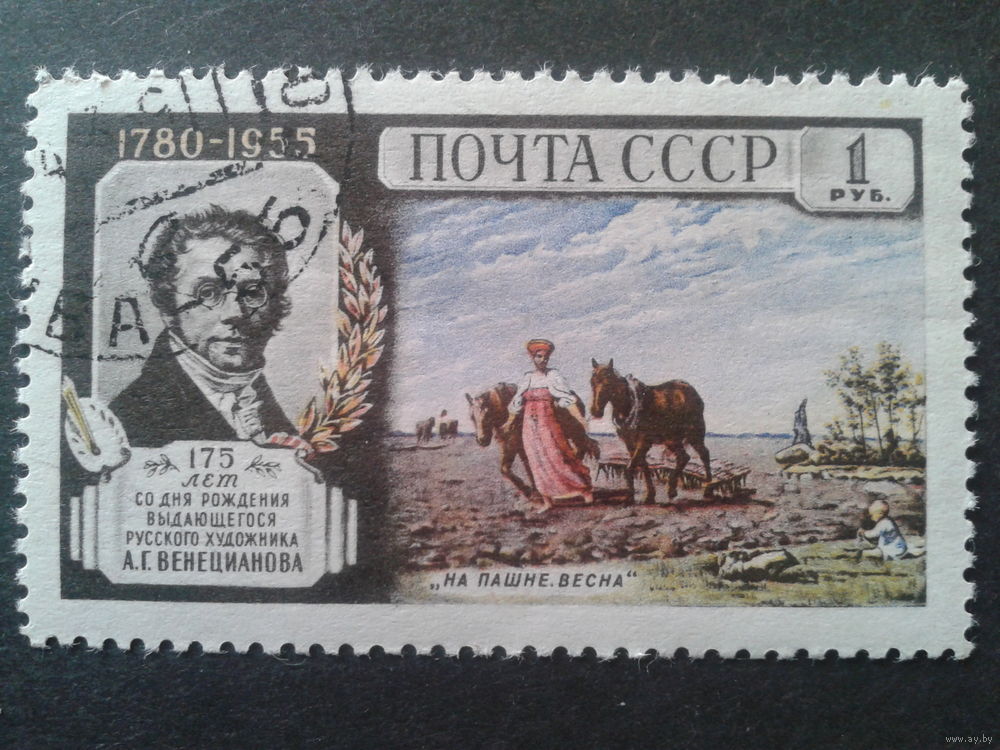 1780-1955
ПОЧТА СССР
1
РУБ.
175
ЛЕТ
СО ДНЯ РОЖДЕНИЯ
ВЫДАЮЩЕГОСЯ
РУССКОГО ХУДОЖНИКА
А.Г. ВЕНЕЦИАНОВА
„НА ПАШНЕ. ВЕСНА“
www.ay.by